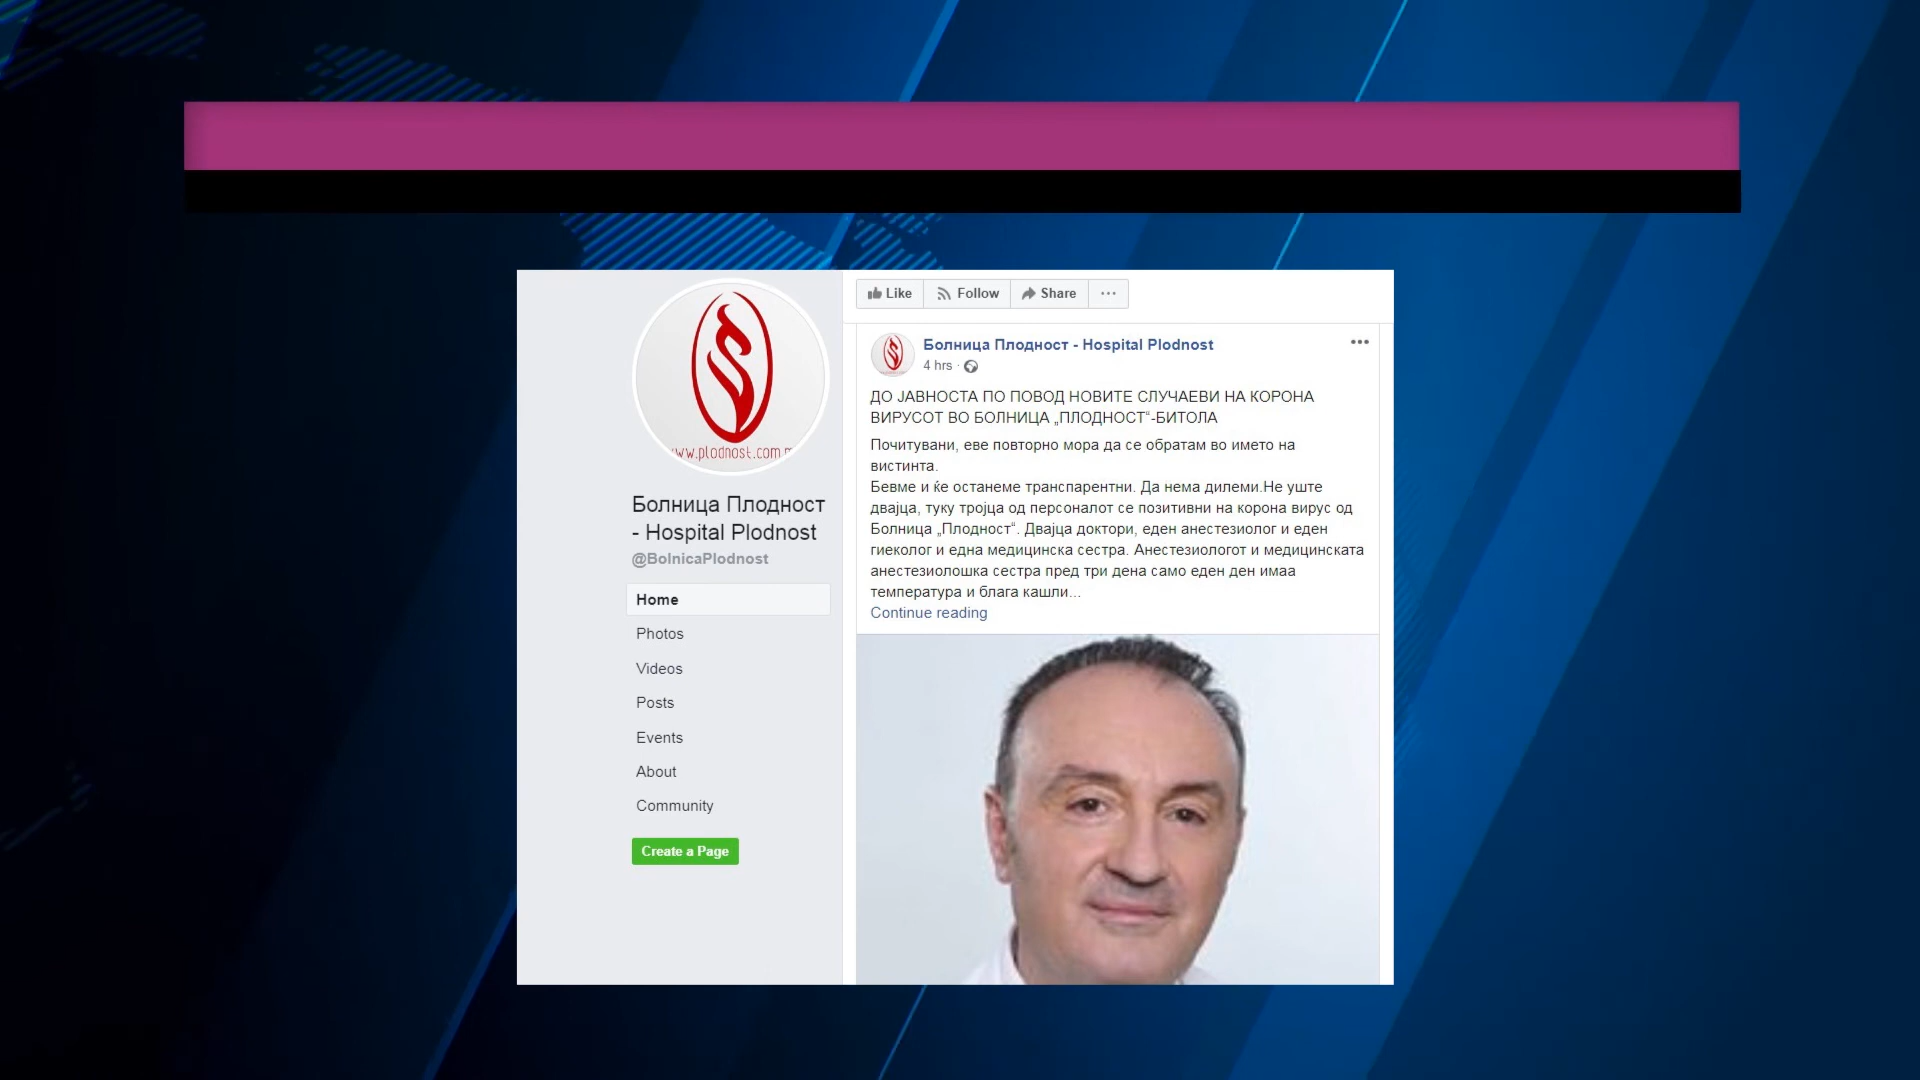 www.plodnost.com.m
Болница Плодност
- Hospital Plodnost
@BolnicaPlodnost
Home
Photos
Videos
Posts
Events
About
Community
Create a Page
Like Follow Share ...
Болница Плодност - Hospital Plodnost
4 hrs ·
ДО ЈАВНОСТА ПО ПОВОД НОВИТЕ СЛУЧАЕВИ НА КОРОНА
ВИРУСОТ ВО БОЛНИЦА „ПЛОДНОСТ“-БИТОЛА
Почитувани, еве повторно мора да се обратам во името на
вистинта.
Бевме и ќе останеме транспарентни. Да нема дилеми.Не уште
двајца, туку тројца од персоналот се позитивни на корона вирус од
Болница „Плодност“. Двајца доктори, еден анестезиолог и еден
гиеколог и една медицинска сестра. Анестезиологот и медицинската
анестезиолошка сестра пред три дена само еден ден имаа
температура и блага кашли...
Continue reading